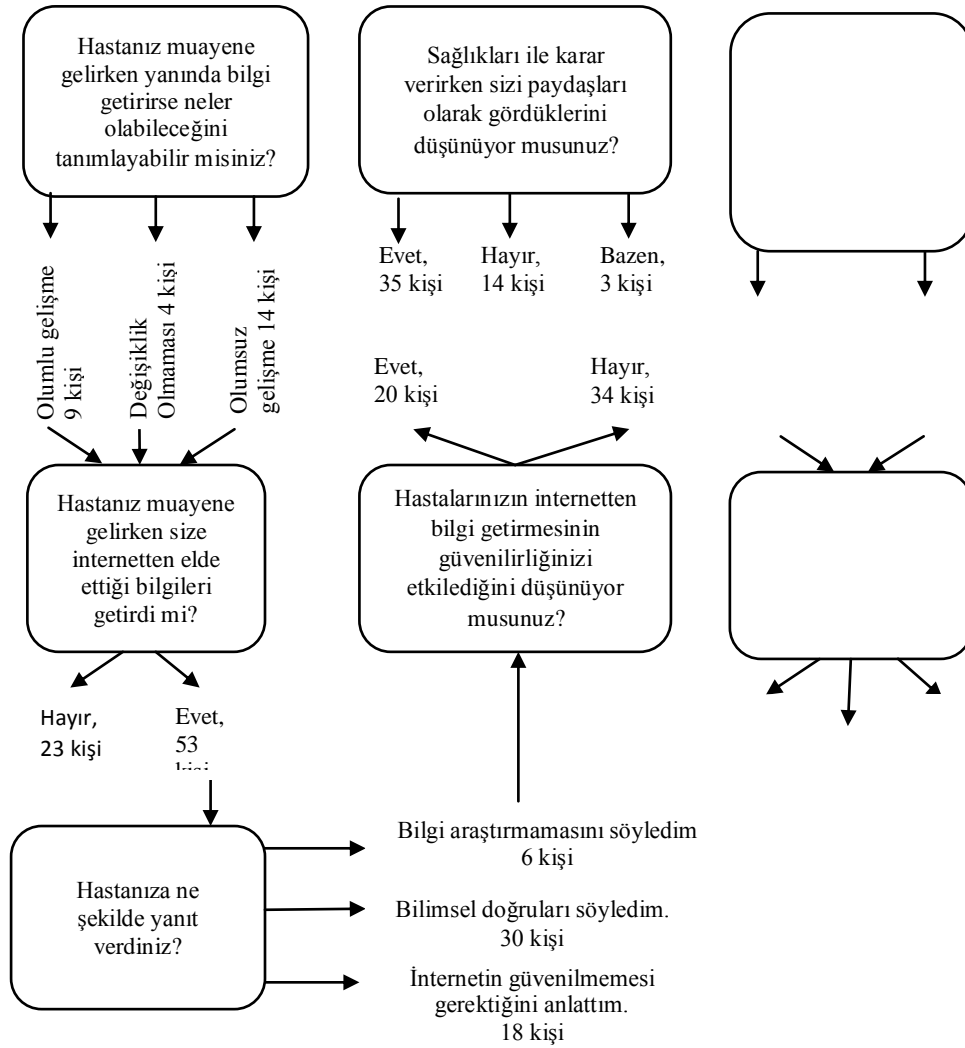 Hastanız muayene
gelirken yanında bilgi
getirirse neler
olabileceğini
tanımlayabilir misiniz?
Sağlıkları ile karar
verirken sizi paydaşları
olarak gördüklerini
düşünüyor musunuz?
Olumlu gelişme
9 kişi
Değişiklik
Olmaması 4 kişi
Olumsuz
gelişme 14 kişi
Evet,
35 kişi
Hayır,
14 kişi
Bazen,
3 kişi
Evet,
20 kişi
Hayır,
34 kişi
Hastanız muayene
gelirken size
internetten elde
ettiği bilgileri
getirdi mi?
Hastalarınızın internetten
bilgi getirmesinin
güvenilirliğinizi
etkilediğini düşünüyor
musunuz?
Hayır,
23 kişi
Evet,
53
kişi
Hastanıza ne
şekilde yanıt
verdiniz?
Bilgi araştırmamasını söyledim
6 kişi
Bilimsel doğruları söyledim.
30 kişi
İnternetin güvenilmemesi
gerektiğini anlattım.
18 kişi